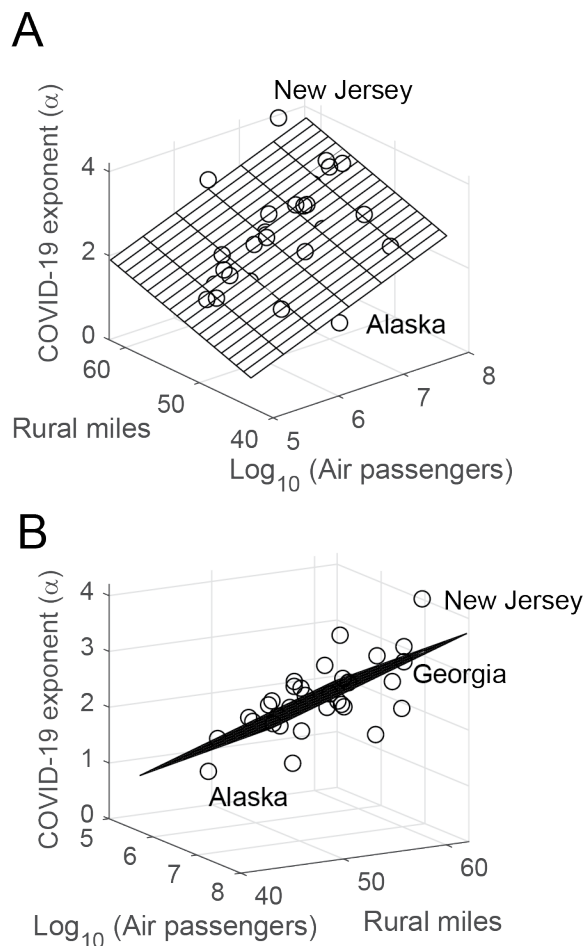 A
New Jersey
COVID-19 exponent (α)
4
2
0
60
50
40
Rural miles
Alaska
5
6
7
8
Log10 (Air passengers)
B
COVID-19 exponent (α)
4
3
2
1
0
New Jersey
Georgia
Alaska
5
6
7
8
40
50
60
Log10 (Air passengers)
Rural miles